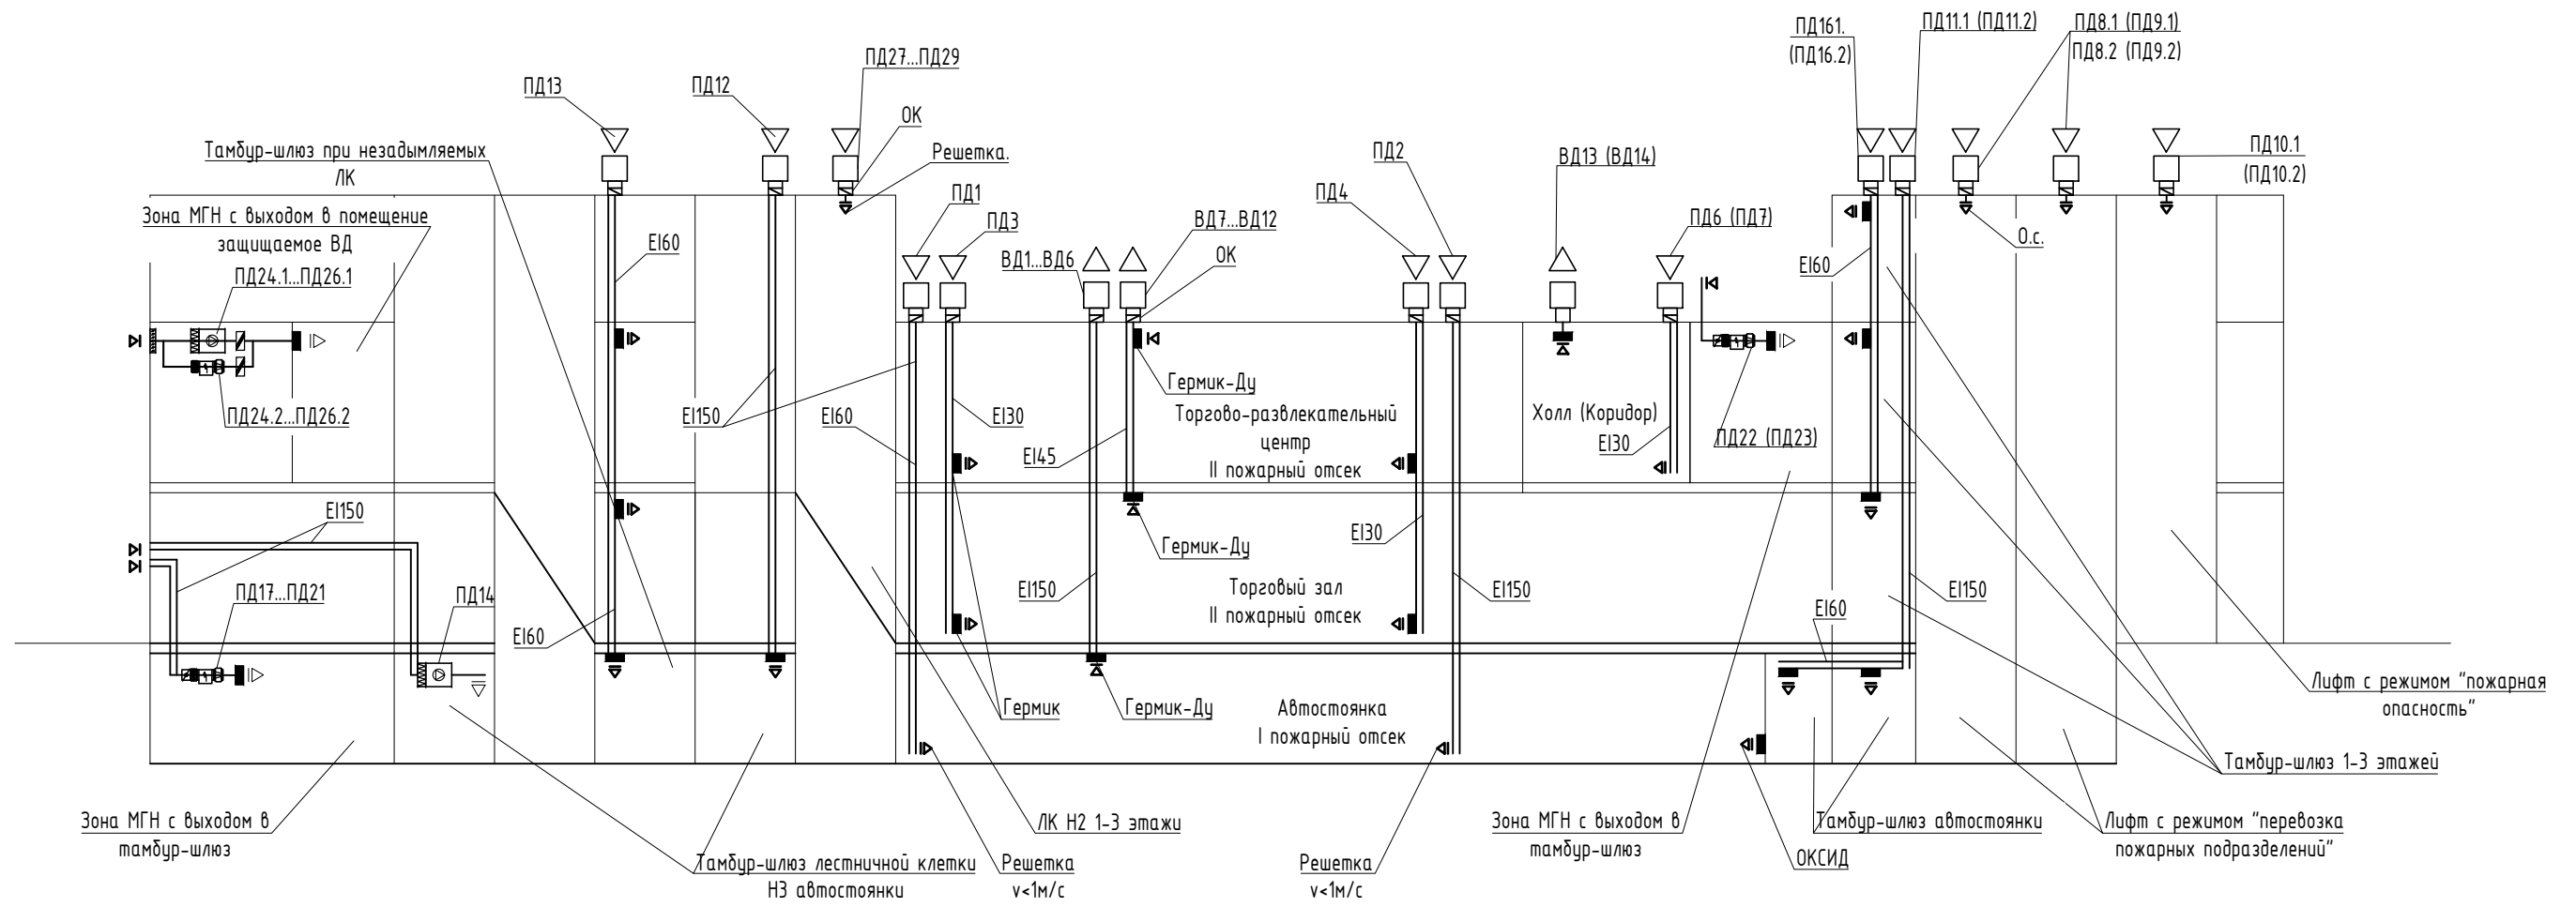 ПД161.
(ПД16.2)
ПД11.1 (ПД11.2)
ПД8.1 (ПД9.1)
ПД8.2 (ПД9.2)
ПД27...ПД29
ПД13
ПД12
ОК
Решетка.
Тамбур-шлюз при незадымляемых
ЛК
ПД2
ВД13 (ВД14)
ПД10.1
(ПД10.2)
Зона МГН с выходом в помещение
защищаемое ВД
ПД1
ПД3
ВД7...ВД12
ПД4
ПД6 (ПД7)
О.с.
EI60
ВД1...ВД6
ОК
EI60
ПД24.1...ПД26.1
Гермик-Ду
ПД24.2...ПД26.2
EI150
EI60
EI30
Торгово-развлекательный
центр
II пожарный отсек
Холл (Коридор)
EI30
ПД22 (ПД23)
EI45
EI150
Гермик-Ду
EI30
ПД17...ПД21
ПД14
EI150
Торговый зал
II пожарный отсек
EI150
EI150
EI60
EI60
Гермик
Гермик-Ду
Автостоянка
I пожарный отсек
Лифт с режимом "пожарная
опасность"
Тамбур-шлюз 1-3 этажей
Зона МГН с выходом в
тамбур-шлюз
ЛК Н2 1-3 этажи
Зона МГН с выходом в
тамбур-шлюз
Тамбур-шлюз автостоянки
Лифт с режимом "перевозка
пожарных подразделений"
Тамбур-шлюз лестничной клетки
Н3 автостоянки
Решетка
v<1м/с
Решетка
v<1м/с
ОКСИД